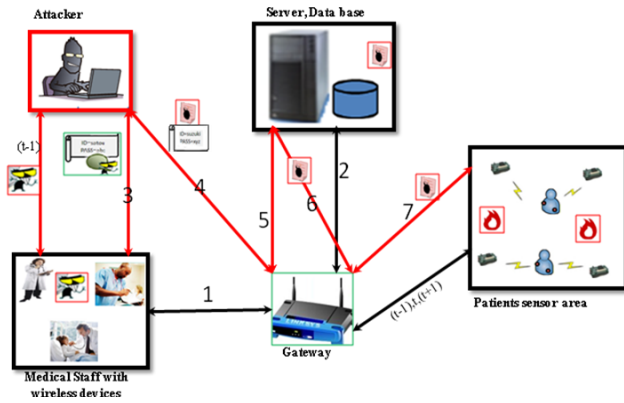 Attacker
Server, Data base
(t-1)
3
4
5
6
2
7
1
(t-1),t,(t+1)
LINKSYS
Gateway
Patients sensor area
Medical Staff with
wireless devices